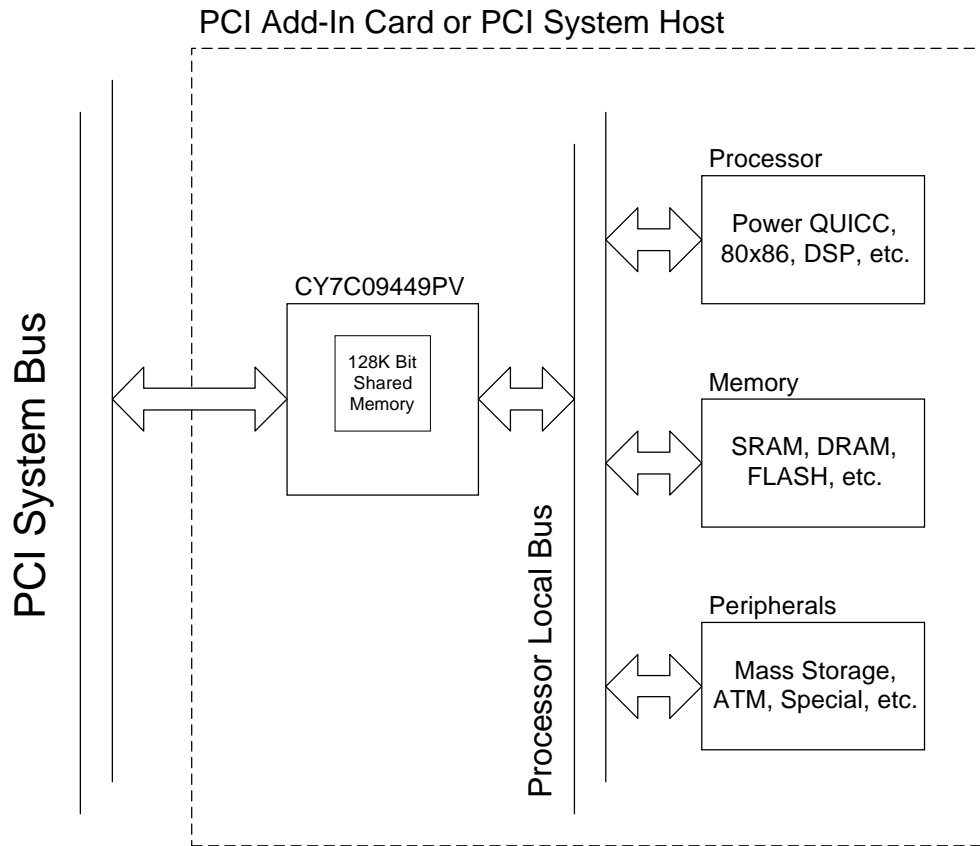 PCI Add-In Card or PCI System Host
PCI System Bus
CY7C09449PV
128K Bit
Shared
Memory
Processor Local Bus
Processor
Power QUICC,
80x86, DSP, etc.
Memory
SRAM, DRAM,
FLASH, etc.
Peripherals
Mass Storage,
ATM, Special, etc.